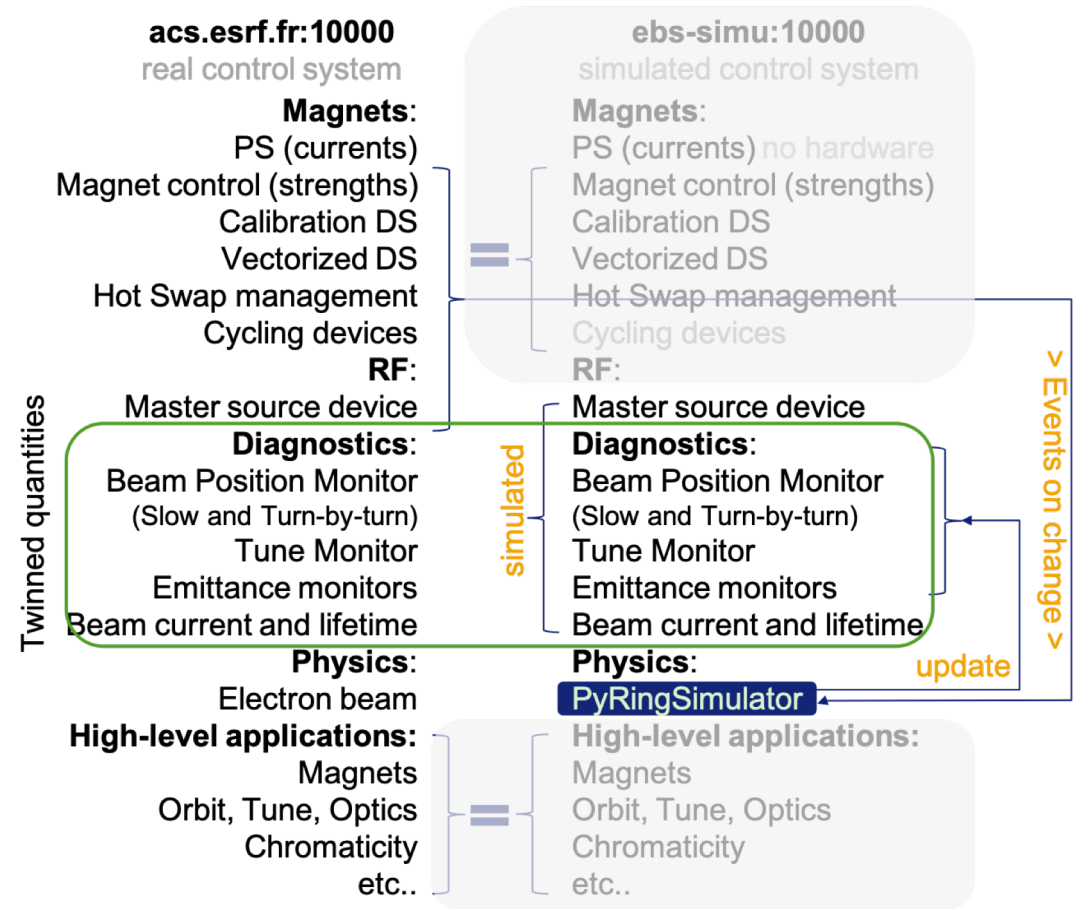 acs.esrf.fr:10000
real control system
Magnets:
PS (currents)
Magnet control (strengths)
Calibration DS
Vectorized DS
Hot Swap management
Cycling devices
RF:
Master source device
Diagnostics:
Beam Position Monitor
(Slow and Turn-by-turn)
Tune Monitor
Emittance monitors
Beam current and lifetime
Physics:
Electron beam
High-level applications:
Magnets
Orbit, Tune, Optics
Chromaticity
etc..
Twinned quantities
=
=
simulated
ebs-simu:10000
simulated control system
Magnets:
PS (currents) no hardware
Magnet control (strengths)
Calibration DS
Vectorized DS
Hot Swap management
Cycling devices
RF:
Master source device
Diagnostics:
Beam Position Monitor
(Slow and Turn-by-turn)
Tune Monitor
Emittance monitors
Beam current and lifetime
Physics:
PyRingSimulator
High-level applications:
Magnets
Orbit, Tune, Optics
Chromaticity
etc..
update
> Events on change >